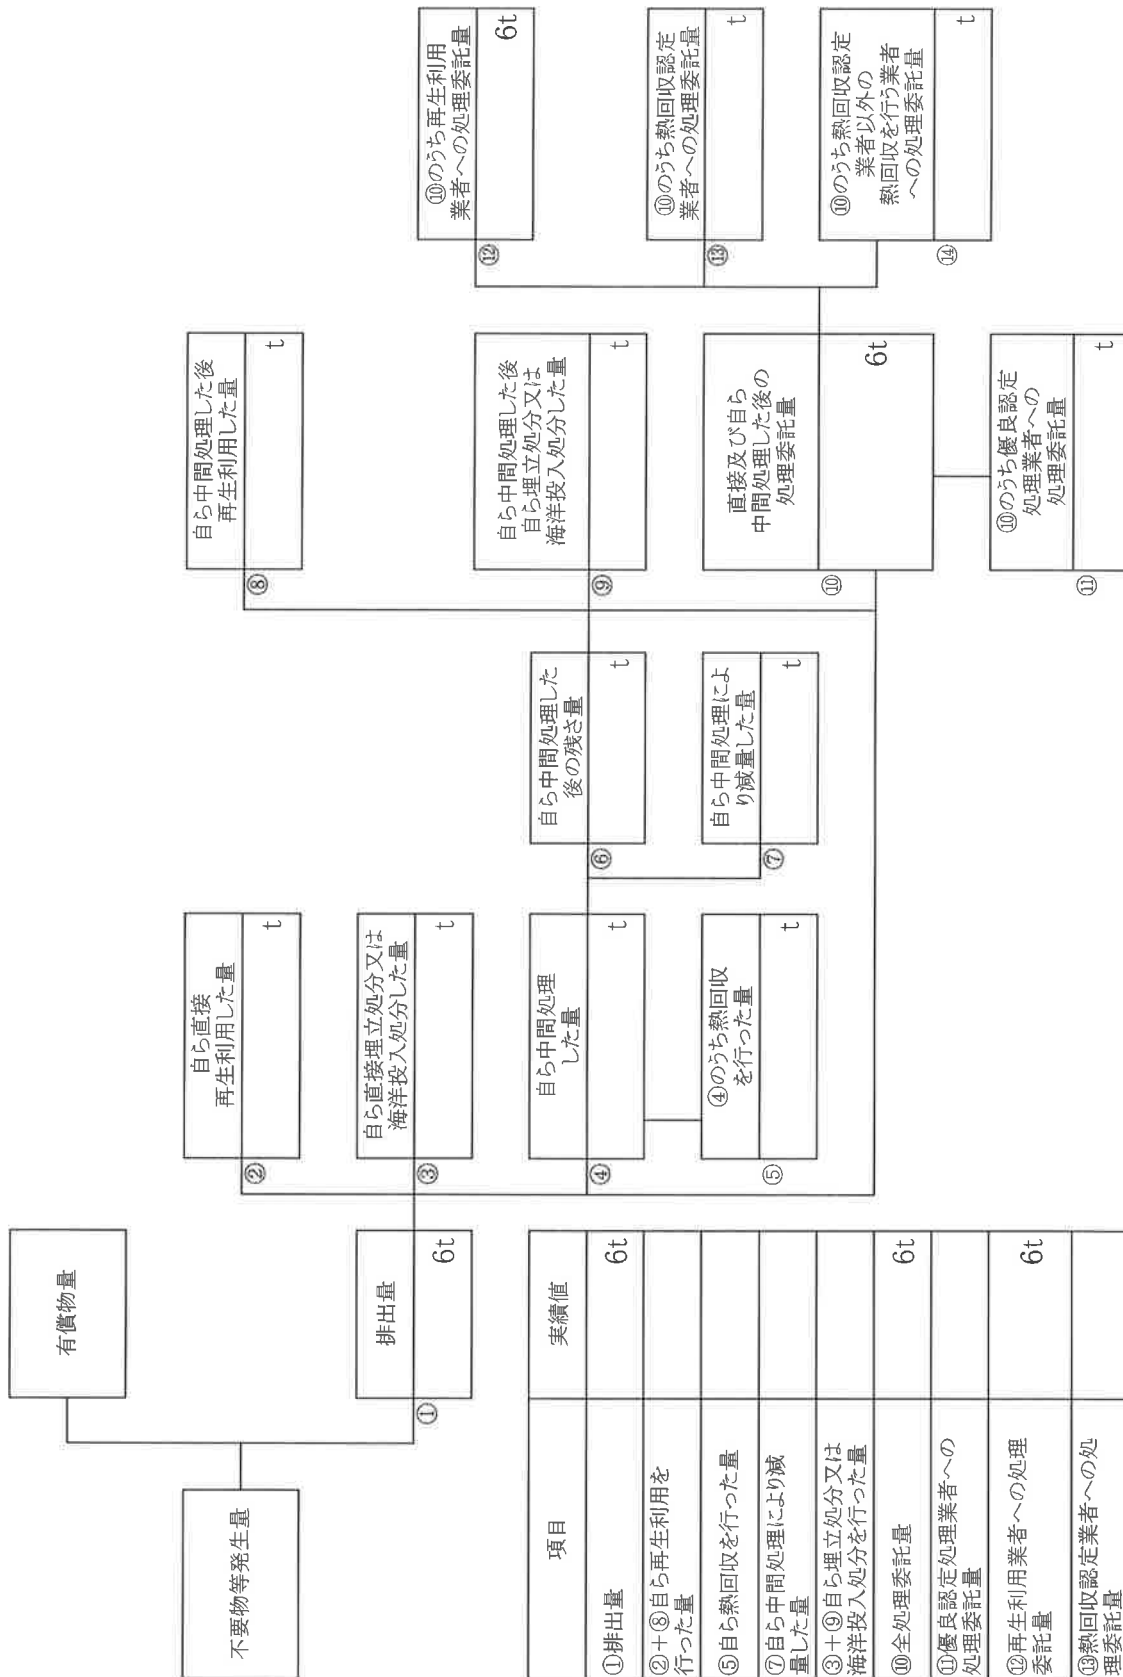 有償物量
不要物等発生量
①
排出量
6t
②
自ら直接
再生利用した量
t
③
自ら直接埋立処分又は
海洋投入処分した量
t
④
自ら中間処理
した量
t
⑤
④のうち熱回収
を行った量
t
⑥
自ら中間処理した
後の残さ量
t
⑦
自ら中間処理によ
り減量した量
t
⑧
自ら中間処理した後
再生利用した量
t
⑨
自ら中間処理した後
自ら埋立処分又は
海洋投入処分した量
t
⑩
直接及び自ら
中間処理した後の
処理委託量
6t
⑪
⑩のうち優良認定
処理業者への
処理委託量
t
⑫
⑩のうち再生利用
業者への処理委託量
6t
⑬
⑩のうち熱回収認定
業者への処理委託量
t
⑭
⑩のうち熱回収認定
業者以外の
熱回収を行う業者
への処理委託量
t
項目 実績値
①排出量 6t
②+⑧自ら再生利用を
行った量
⑤自ら熱回収を行った量
⑦自ら中間処理により減
量した量
③+⑨自ら埋立処分又は
海洋投入処分を行った量
⑩全処理委託量 6t
⑪優良認定処理業者への
処理委託量
⑫再生利用業者への処理
委託量 6t
⑬熱回収認定業者への処
理委託量